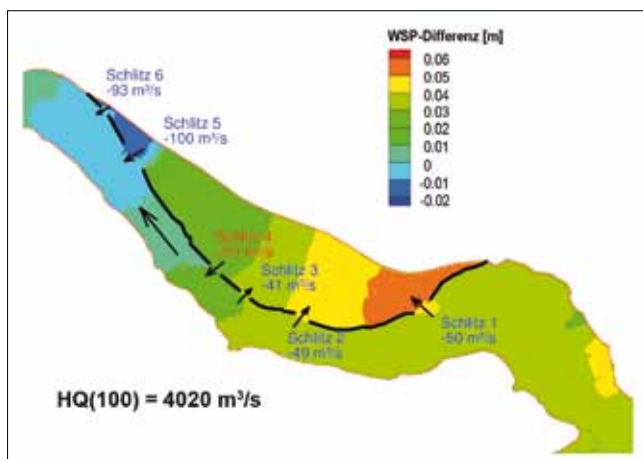 WSP-Differenz [m]
0.06
0.05
0.04
0.03
0.02
0.01
0
-0.01
-0.02
Schlitz 6
-93 m³/s
Schlitz 5
-100 m³/s
Schlitz 4
m³/s
Schlitz 3
-41 m³/s
Schlitz 2
-49 m³/s
Schlitz 1
-50 m³/s
HQ(100) = 4020 m³/s